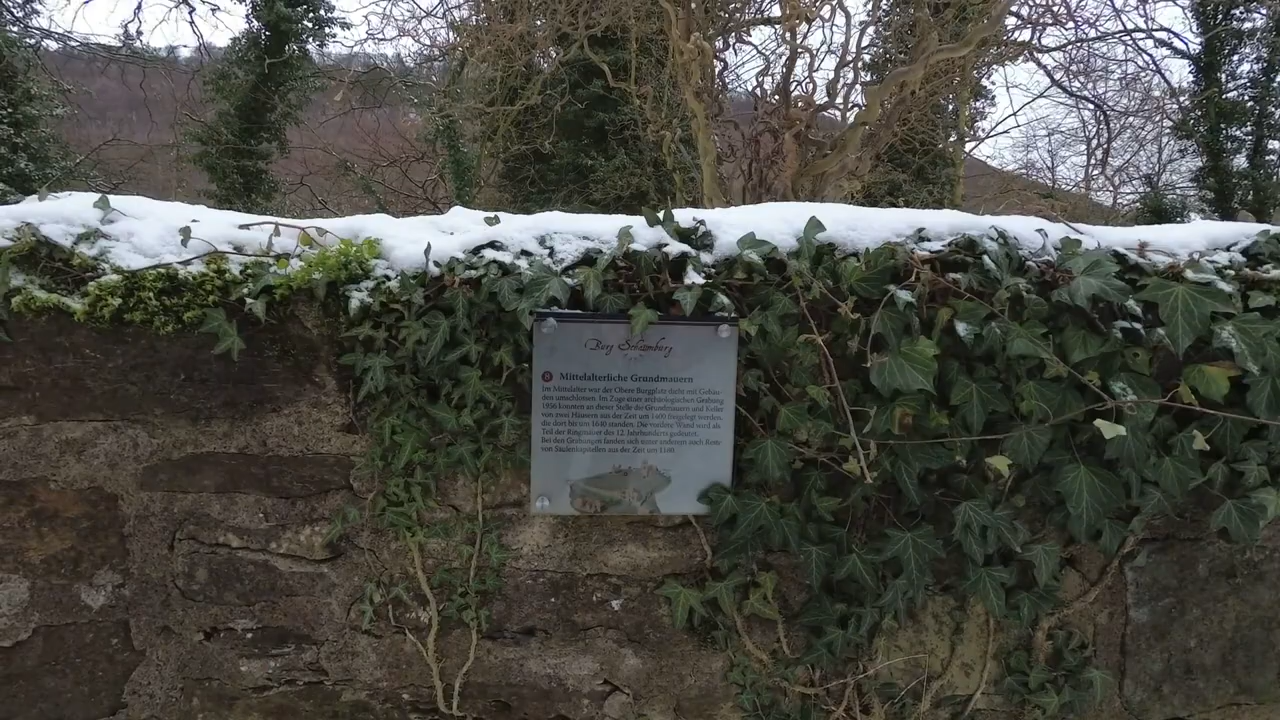 Burg Schaumburg
8 Mittelalterliche Grundmauern
Im Mittelalter war der Obere Burgplatz dicht mit Gebäu-
den umschlossen. Im Zuge einer archäologischen Grabung
1956 konnten an dieser Stelle die Grundmauern und Keller
von zwei Häusern aus der Zeit um 1400 freigelegt werden,
die dort bis um 1640 standen. Die vordere Wand wird als
Teil der Ringmauer des 12. Jahrhunderts gedeutet.
Bei den Grabungen fanden sich unter anderem auch Reste
von Säulenkapitellen aus der Zeit um 1180.